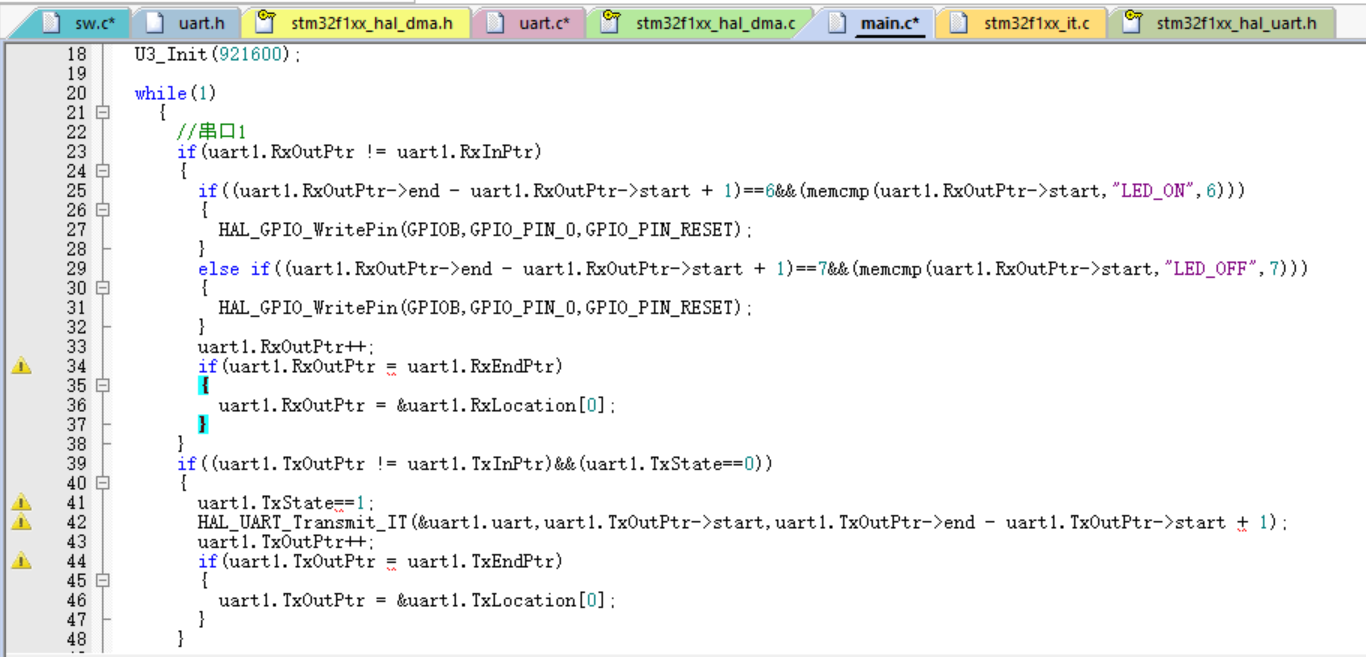 sw.c* uart.h stm32f1xx_hal_dma.h uart.c* stm32f1xx_hal_dma.c main.c* stm32f1xx_it.c stm32f1xx_hal_uart.h
18 U3_Init(921600);
19
20 while(1)
21 {
22 //串口1
23 if(uart1.RxOutPtr != uart1.RxInPtr)
24 {
25 if((uart1.RxOutPtr->end - uart1.RxOutPtr->start + 1)==6&&(memcmp(uart1.RxOutPtr->start,"LED_ON",6)))
26 {
27 HAL_GPIO_WritePin(GPIOB,GPIO_PIN_0,GPIO_PIN_RESET);
28 }
29 else if((uart1.RxOutPtr->end - uart1.RxOutPtr->start + 1)==7&&(memcmp(uart1.RxOutPtr->start,"LED_OFF",7)))
30 {
31 HAL_GPIO_WritePin(GPIOB,GPIO_PIN_0,GPIO_PIN_RESET);
32 }
33 uart1.RxOutPtr++;
34 if(uart1.RxOutPtr = uart1.RxEndPtr)
35 {
36 uart1.RxOutPtr = &uart1.RxLocation[0];
37 }
38 }
39 if((uart1.TxOutPtr != uart1.TxInPtr)&&(uart1.TxState==0))
40 {
41 uart1.TxState==1;
42 HAL_UART_Transmit_IT(&uart1.uart,uart1.TxOutPtr->start,uart1.TxOutPtr->end - uart1.TxOutPtr->start + 1);
43 uart1.TxOutPtr++;
44 if(uart1.TxOutPtr = uart1.TxEndPtr)
45 {
46 uart1.TxOutPtr = &uart1.TxLocation[0];
47 }
48 }